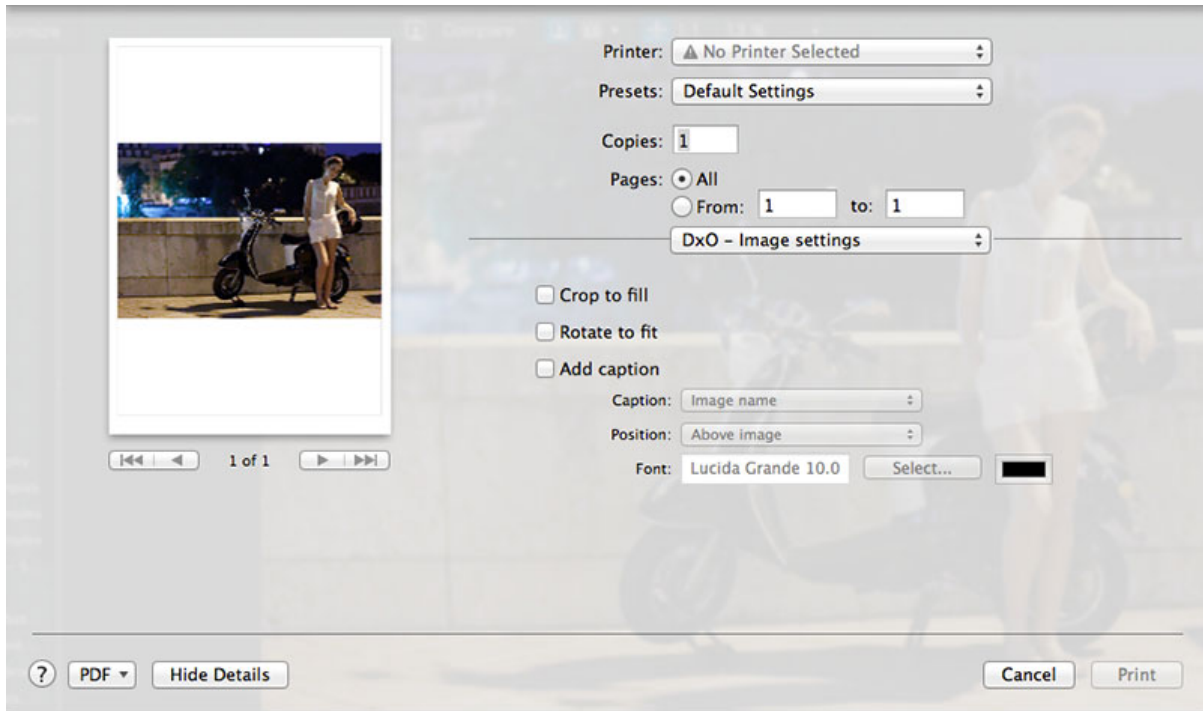 Compare
Printer: No Printer Selected
Presets: Default Settings
Copies: 1
Pages: All
From: 1 to: 1
DxO – Image settings
Crop to fill
Rotate to fit
Add caption
Caption: Image name
Position: Above image
1 of 1
Font: Lucida Grande 10.0 Select...
? PDF Hide Details Cancel Print